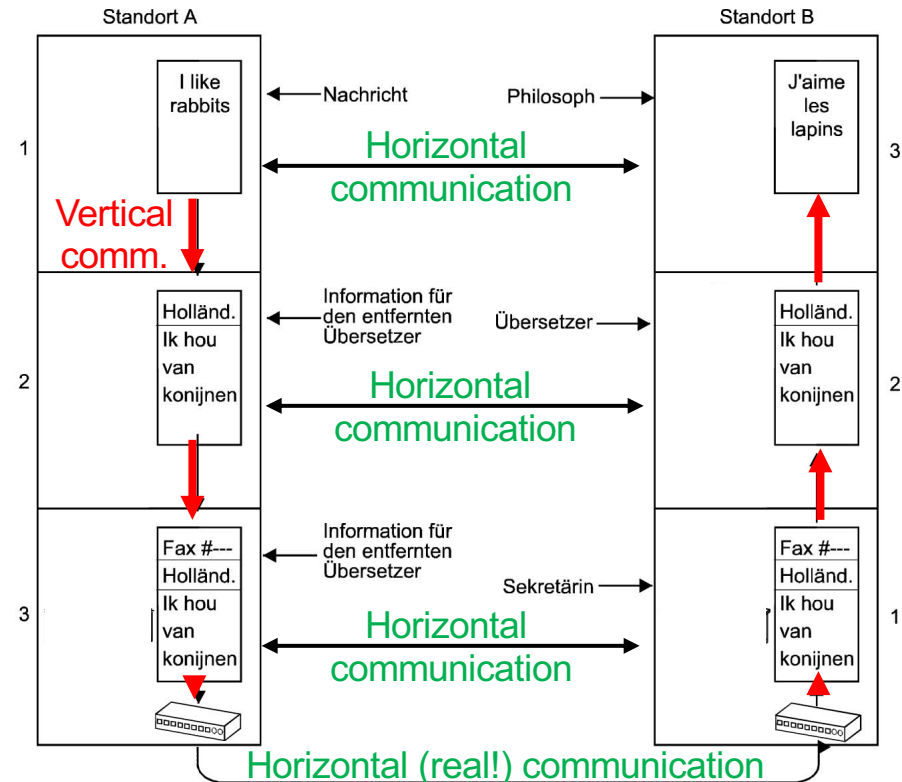 Standort A
Standort B
I like
rabbits
Nachricht
Philosoph
J'aime
les
lapins
1
Horizontal
communication
3
Vertical
comm.
Holländ.
Ik hou
van
konijnen
Information für
den entfernten
Übersetzer
Übersetzer
Holländ.
Ik hou
van
konijnen
2
Horizontal
communication
2
Fax #---
Holländ.
Ik hou
van
konijnen
Information für
den entfernten
Übersetzer
Sekretärin
Fax #---
Holländ.
Ik hou
van
konijnen
3
Horizontal
communication
1
Horizontal (real!) communication